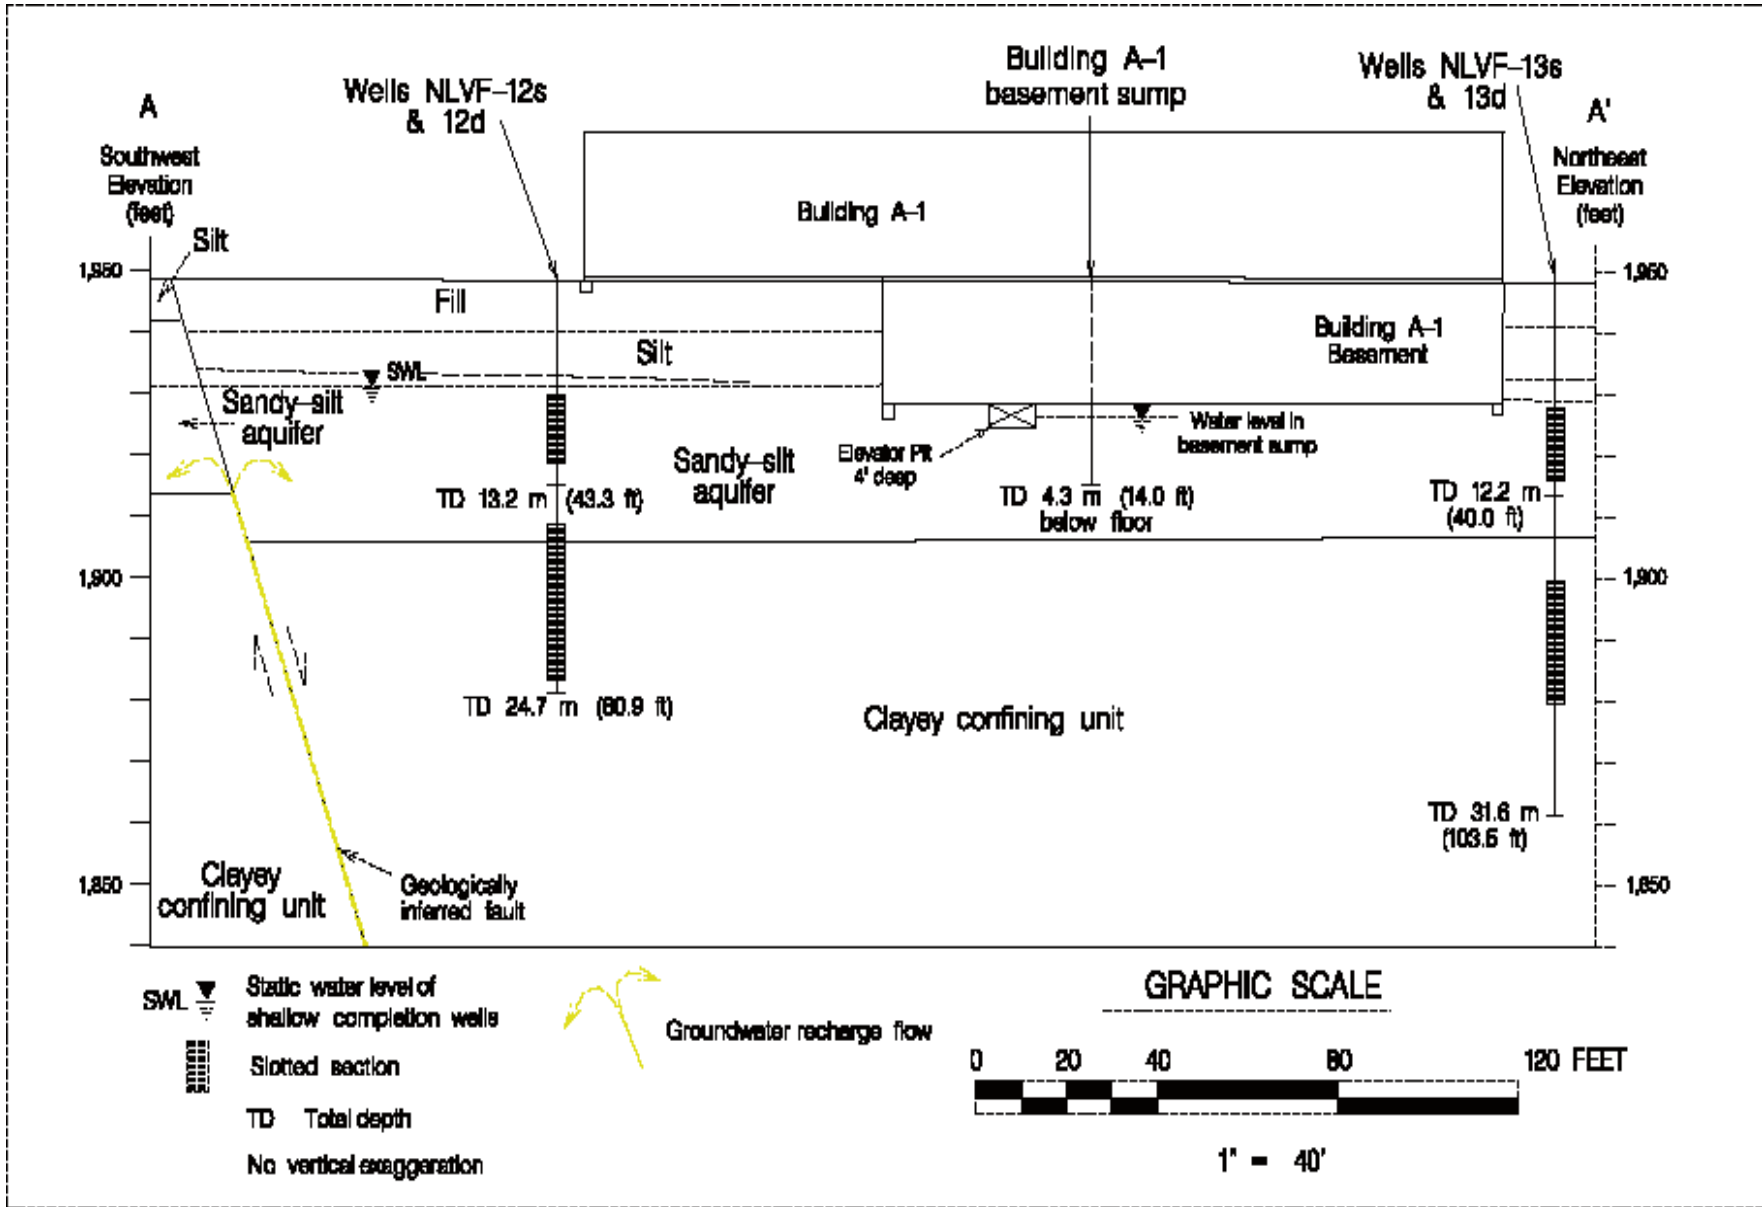 Wells NLVF-12s
& 12d
Building A-1
basement sump
Wells NLVF-13s
& 13d
A
A'
Southwest
Elevation
(feet)
Northeast
Elevation
(feet)
Silt
Building A-1
1,950
1,950
Fill
Silt
Building A-1
Basement
SWL
Sandy-silt
aquifer
Sandy-silt
aquifer
Elevator Pit
4' deep
Water level in
basement sump
TD 13.2 m (43.3 ft)
TD 4.3 m (14.0 ft)
below floor
TD 12.2 m
(40.0 ft)
1,900
1,900
TD 24.7 m (80.9 ft)
Clayey confining unit
TD 31.6 m
(103.6 ft)
1,850
1,850
Clayey
confining unit
Geologically
inferred fault
SWL
Static water level of
shallow completion wells
Slotted section
TD Total depth
No vertical exaggeration
Groundwater recharge flow
GRAPHIC SCALE
0 20 40 80 120 FEET
1" = 40'